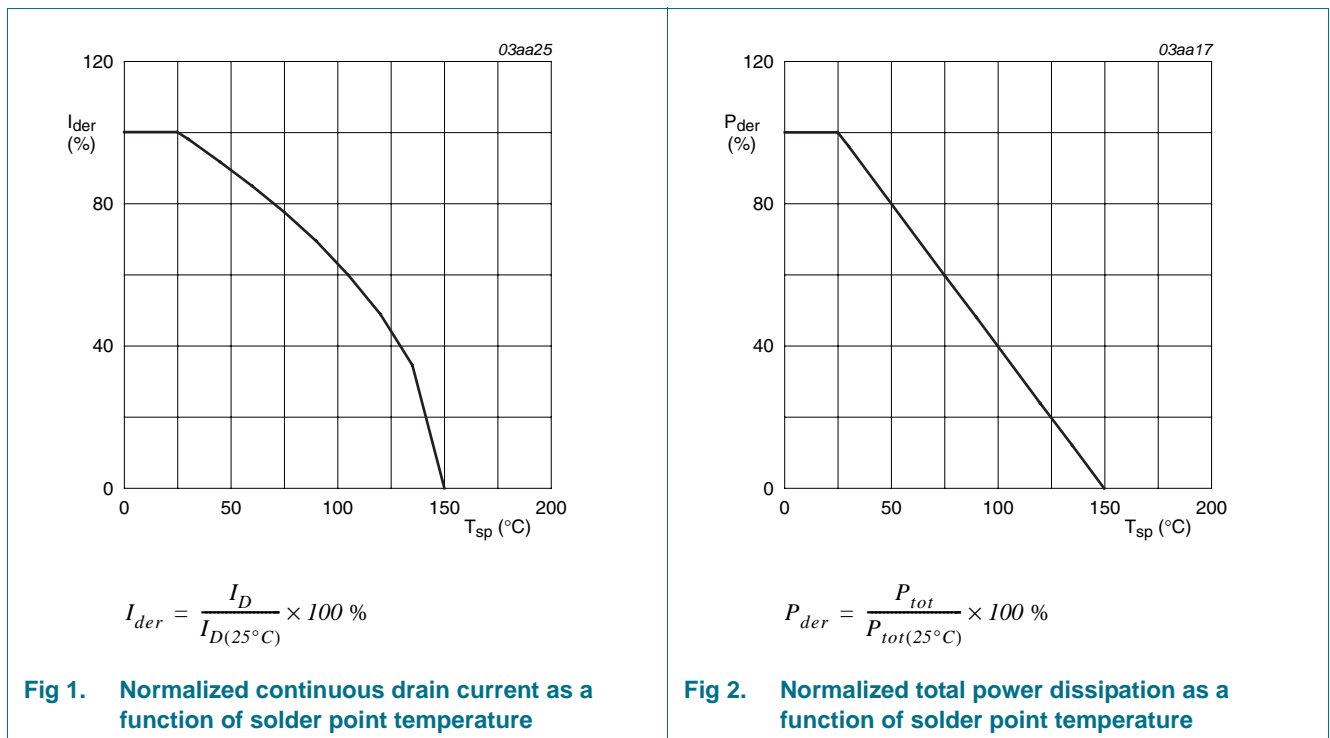 03aa25
120
I_der
(%)
80
40
0
0 50 100 150 200
T_sp (°C)
I_der = I_D / I_D(25°C) × 100 %
Fig 1. Normalized continuous drain current as a
function of solder point temperature
03aa17
120
P_der
(%)
80
40
0
0 50 100 150 200
T_sp (°C)
P_der = P_tot / P_tot(25°C) × 100 %
Fig 2. Normalized total power dissipation as a
function of solder point temperature